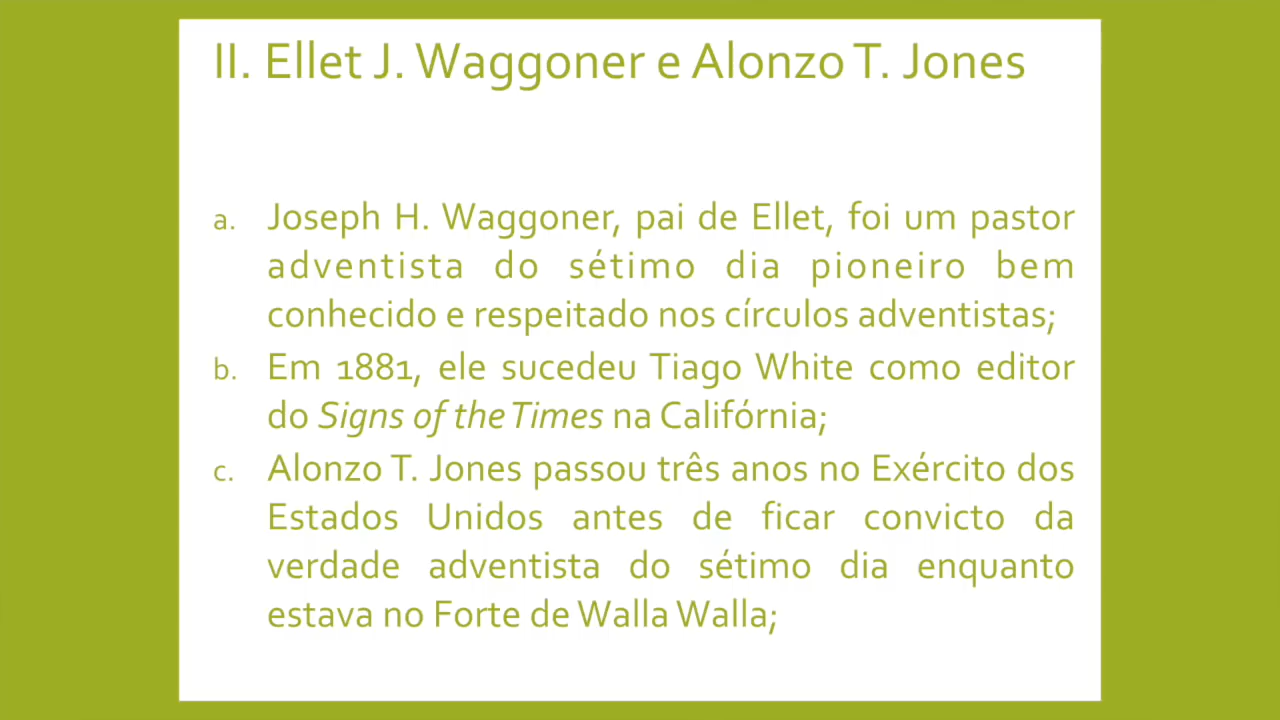 II. Ellet J. Waggoner e Alonzo T. Jones
a. Joseph H. Waggoner, pai de Ellet, foi um pastor
adventista do sétimo dia pioneiro bem
conhecido e respeitado nos círculos adventistas;
b. Em 1881, ele sucedeu Tiago White como editor
do Signs of the Times na Califórnia;
c. Alonzo T. Jones passou três anos no Exército dos
Estados Unidos antes de ficar convicto da
verdade adventista do sétimo dia enquanto
estava no Forte de Walla Walla;